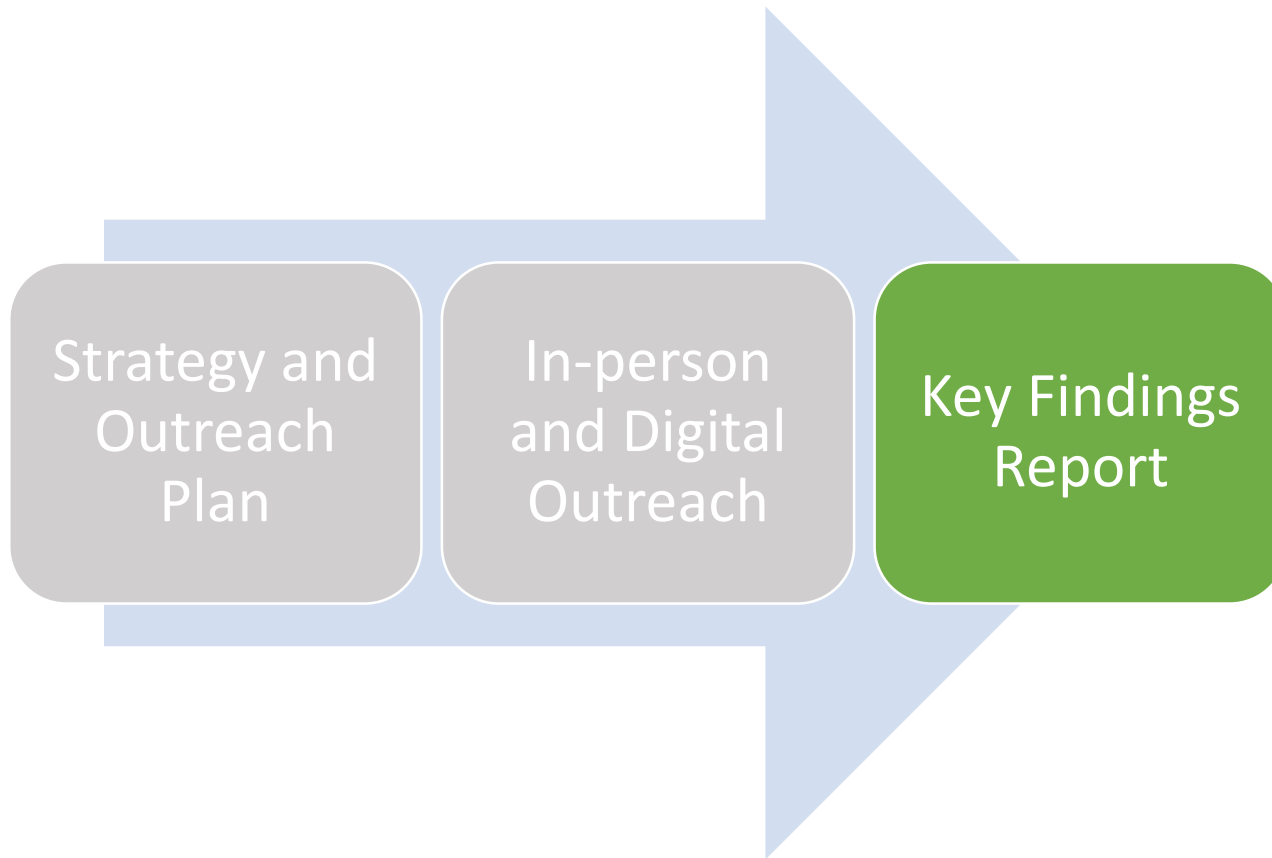 Strategy and
Outreach
Plan
In-person
and Digital
Outreach
Key Findings
Report